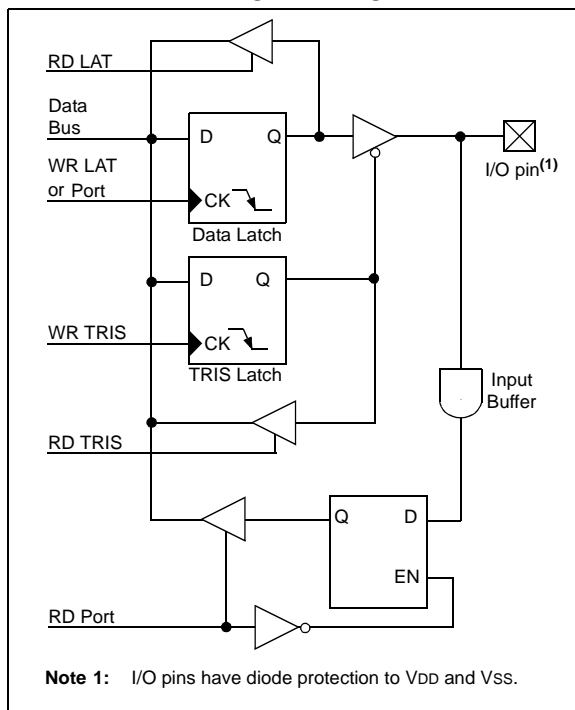 RD LAT
Data
Bus
D Q
WR LAT
or Port
CK
Data Latch
I/O pin(1)
D Q
WR TRIS
CK
TRIS Latch
Input
Buffer
RD TRIS
Q D
EN
RD Port
Note 1: I/O pins have diode protection to VDD and VSS.